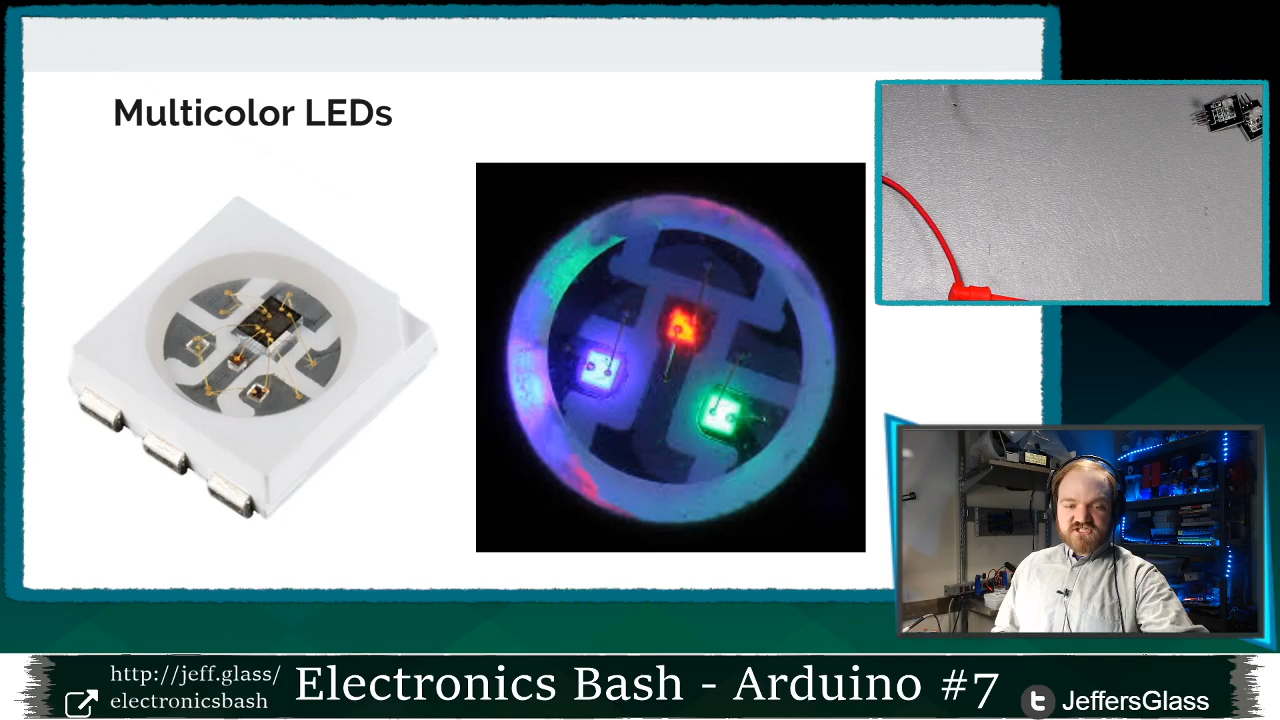 Multicolor LEDs
http://jeff.glass/
electronicsbash
Electronics Bash - Arduino #7
JeffersGlass